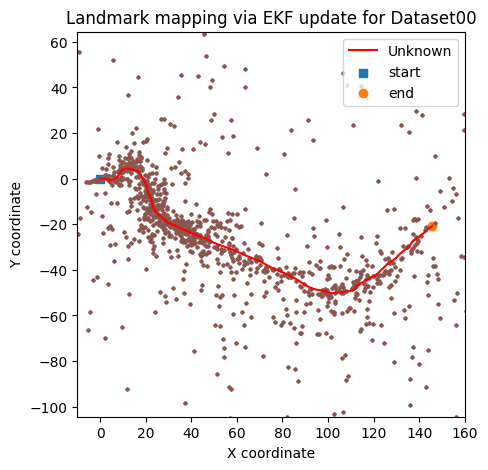 Landmark mapping via EKF update for Dataset00
Unknown
start
end
60
40
20
0
−20
−40
−60
−80
−100
Y coordinate
0 20 40 60 80 100 120 140 160
X coordinate